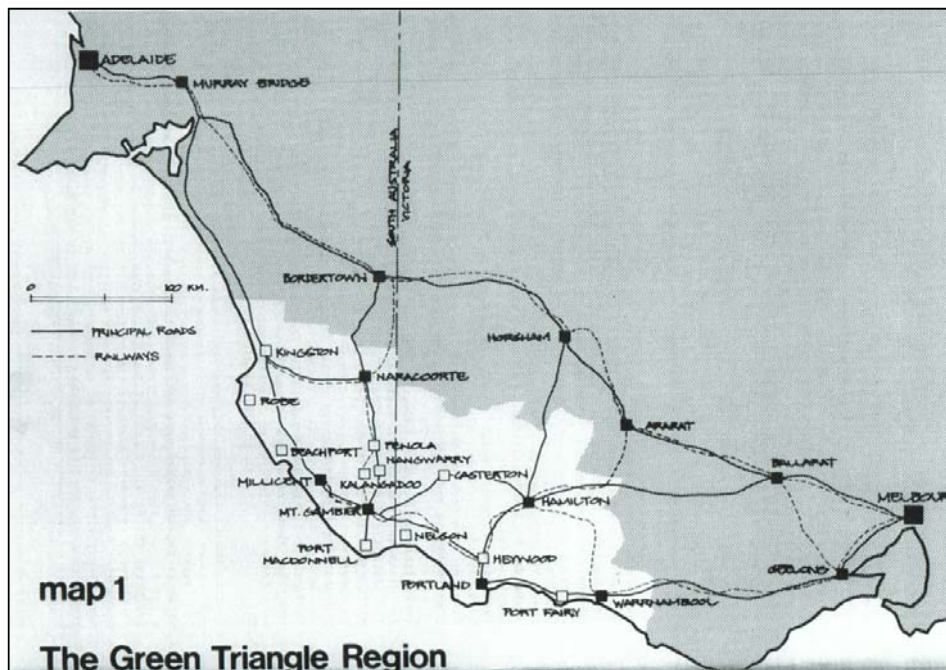 ADELAIDE
MURRAY BRIDGE
SOUTH AUSTRALIA
VICTORIA
BORDERTOWN
0 100 KM.
PRINCIPAL ROADS
RAILWAYS
HORSHAM
KINGSTON
NARACOORTE
ROBE
ARARAT
BEACHPORT
PENOLA
NANGWARRY
KALANGADOO
CASTERTON
BALLARAT
MILLICENT
MELBOUR
HAMILTON
MT. GAMBIER
NELSON
PORT
MACDONNELL
HEYWOOD
GEELONG
PORTLAND
PORT FAIRY
WARRNAMBOOL
map 1
The Green Triangle Region